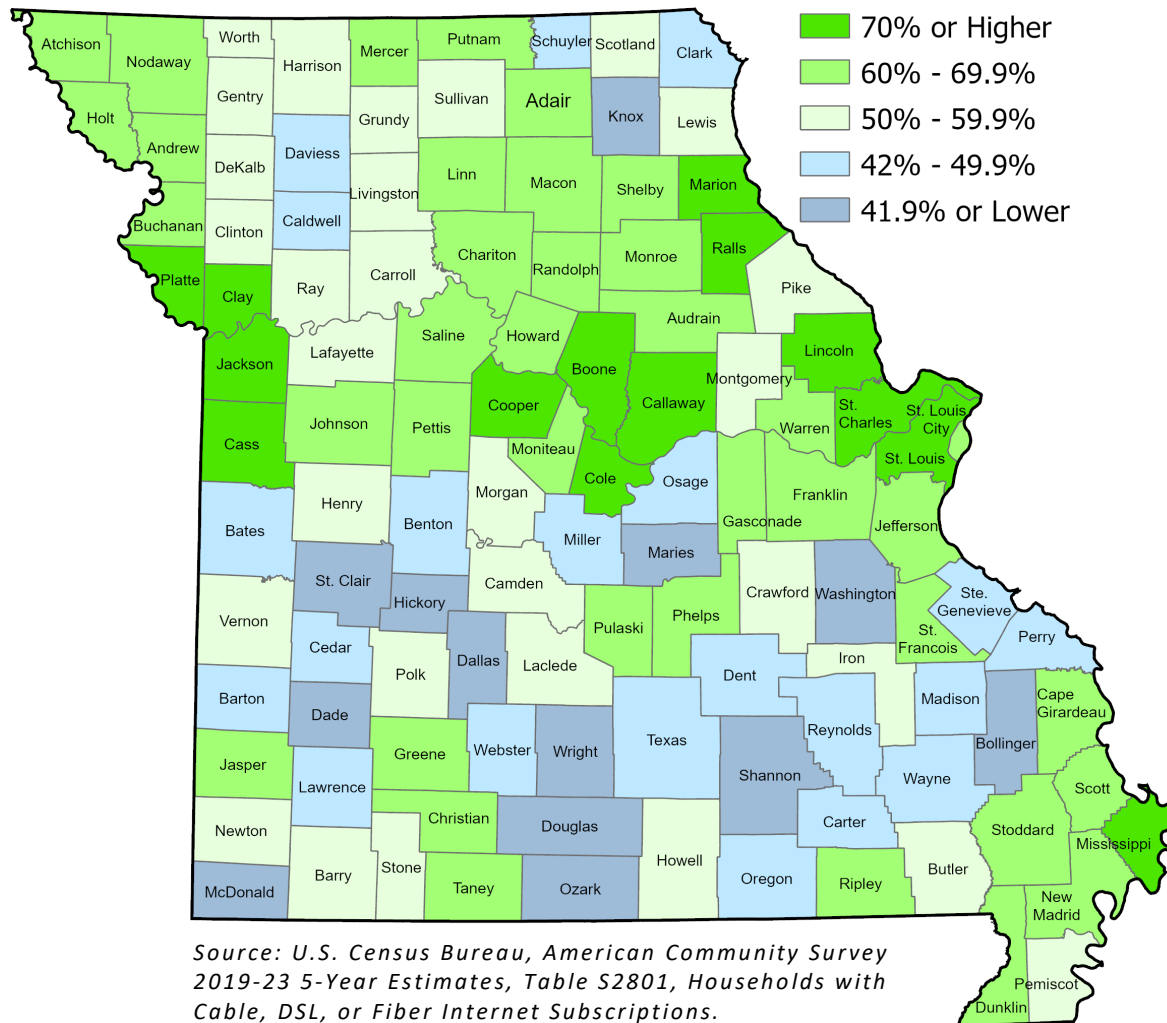 70% or Higher
60% - 69.9%
50% - 59.9%
42% - 49.9%
41.9% or Lower
Atchison
Nodaway
Worth
Harrison
Mercer
Putnam
Schuyler
Scotland
Clark
Holt
Andrew
Gentry
DeKalb
Daviess
Grundy
Sullivan
Adair
Knox
Lewis
Buchanan
Clinton
Caldwell
Livingston
Linn
Macon
Shelby
Marion
Platte
Clay
Ray
Carroll
Chariton
Randolph
Monroe
Ralls
Pike
Jackson
Lafayette
Saline
Howard
Boone
Audrain
Callaway
Montgomery
Lincoln
Cass
Johnson
Pettis
Cooper
Moniteau
Cole
Warren
St.
Charles
St. Louis
City
St. Louis
Bates
Henry
Benton
Morgan
Miller
Osage
Gasconade
Franklin
Jefferson
Vernon
St. Clair
Hickory
Camden
Maries
Pulaski
Phelps
Crawford
Washington
St.
Francois
Ste.
Genevieve
Perry
Barton
Cedar
Polk
Dallas
Laclede
Dent
Iron
Madison
Cape
Girardeau
Jasper
Dade
Greene
Webster
Wright
Texas
Shannon
Reynolds
Wayne
Bollinger
Scott
Newton
Lawrence
Christian
Douglas
Howell
Carter
Butler
Stoddard
Mississippi
McDonald
Barry
Stone
Taney
Ozark
Oregon
Ripley
New
Madrid
Pemiscot
Dunklin
Source: U.S. Census Bureau, American Community Survey
2019-23 5-Year Estimates, Table S2801, Households with
Cable, DSL, or Fiber Internet Subscriptions.